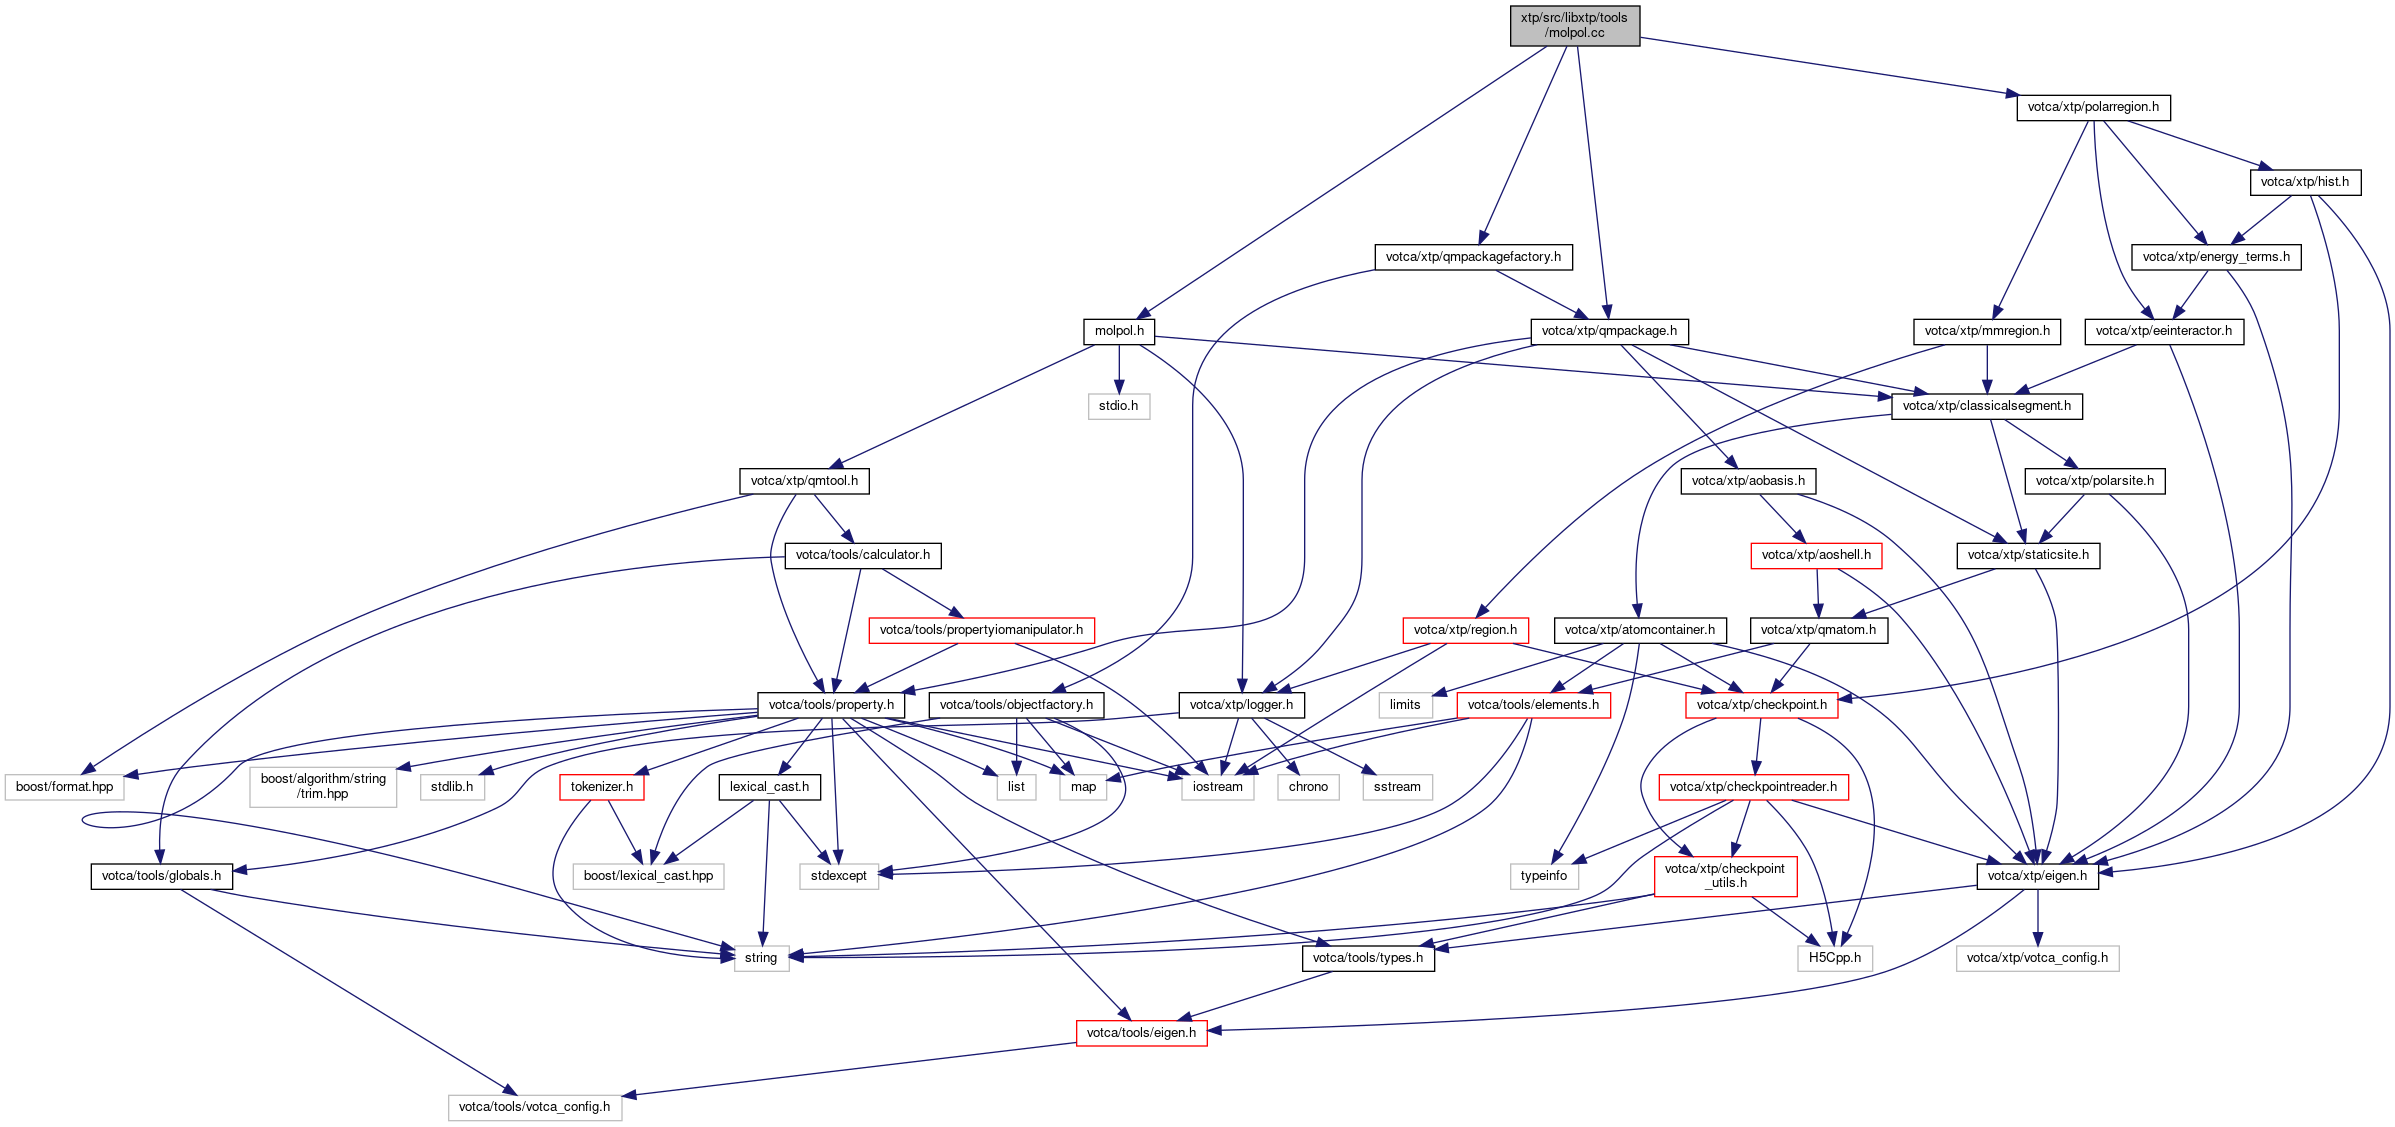 xtp/src/libxtp/tools
/molpol.cc
votca/xtp/polarregion.h
votca/xtp/hist.h
votca/xtp/qmpackagefactory.h
votca/xtp/energy_terms.h
molpol.h
votca/xtp/qmpackage.h
votca/xtp/mmregion.h
votca/xtp/eeinteractor.h
stdio.h
votca/xtp/classicalsegment.h
votca/xtp/qmtool.h
votca/xtp/aobasis.h
votca/xtp/polarsite.h
votca/tools/calculator.h
votca/xtp/aoshell.h
votca/xtp/staticsite.h
votca/tools/propertyiomanipulator.h
votca/xtp/region.h
votca/xtp/atomcontainer.h
votca/xtp/qmatom.h
votca/tools/property.h
votca/tools/objectfactory.h
votca/xtp/logger.h
limits
votca/tools/elements.h
votca/xtp/checkpoint.h
boost/format.hpp
boost/algorithm/string
/trim.hpp
stdlib.h
tokenizer.h
lexical_cast.h
list
map
iostream
chrono
sstream
votca/xtp/checkpointreader.h
votca/tools/globals.h
boost/lexical_cast.hpp
stdexcept
typeinfo
votca/xtp/checkpoint
_utils.h
votca/xtp/eigen.h
string
votca/tools/types.h
H5Cpp.h
votca/xtp/votca_config.h
votca/tools/eigen.h
votca/tools/votca_config.h